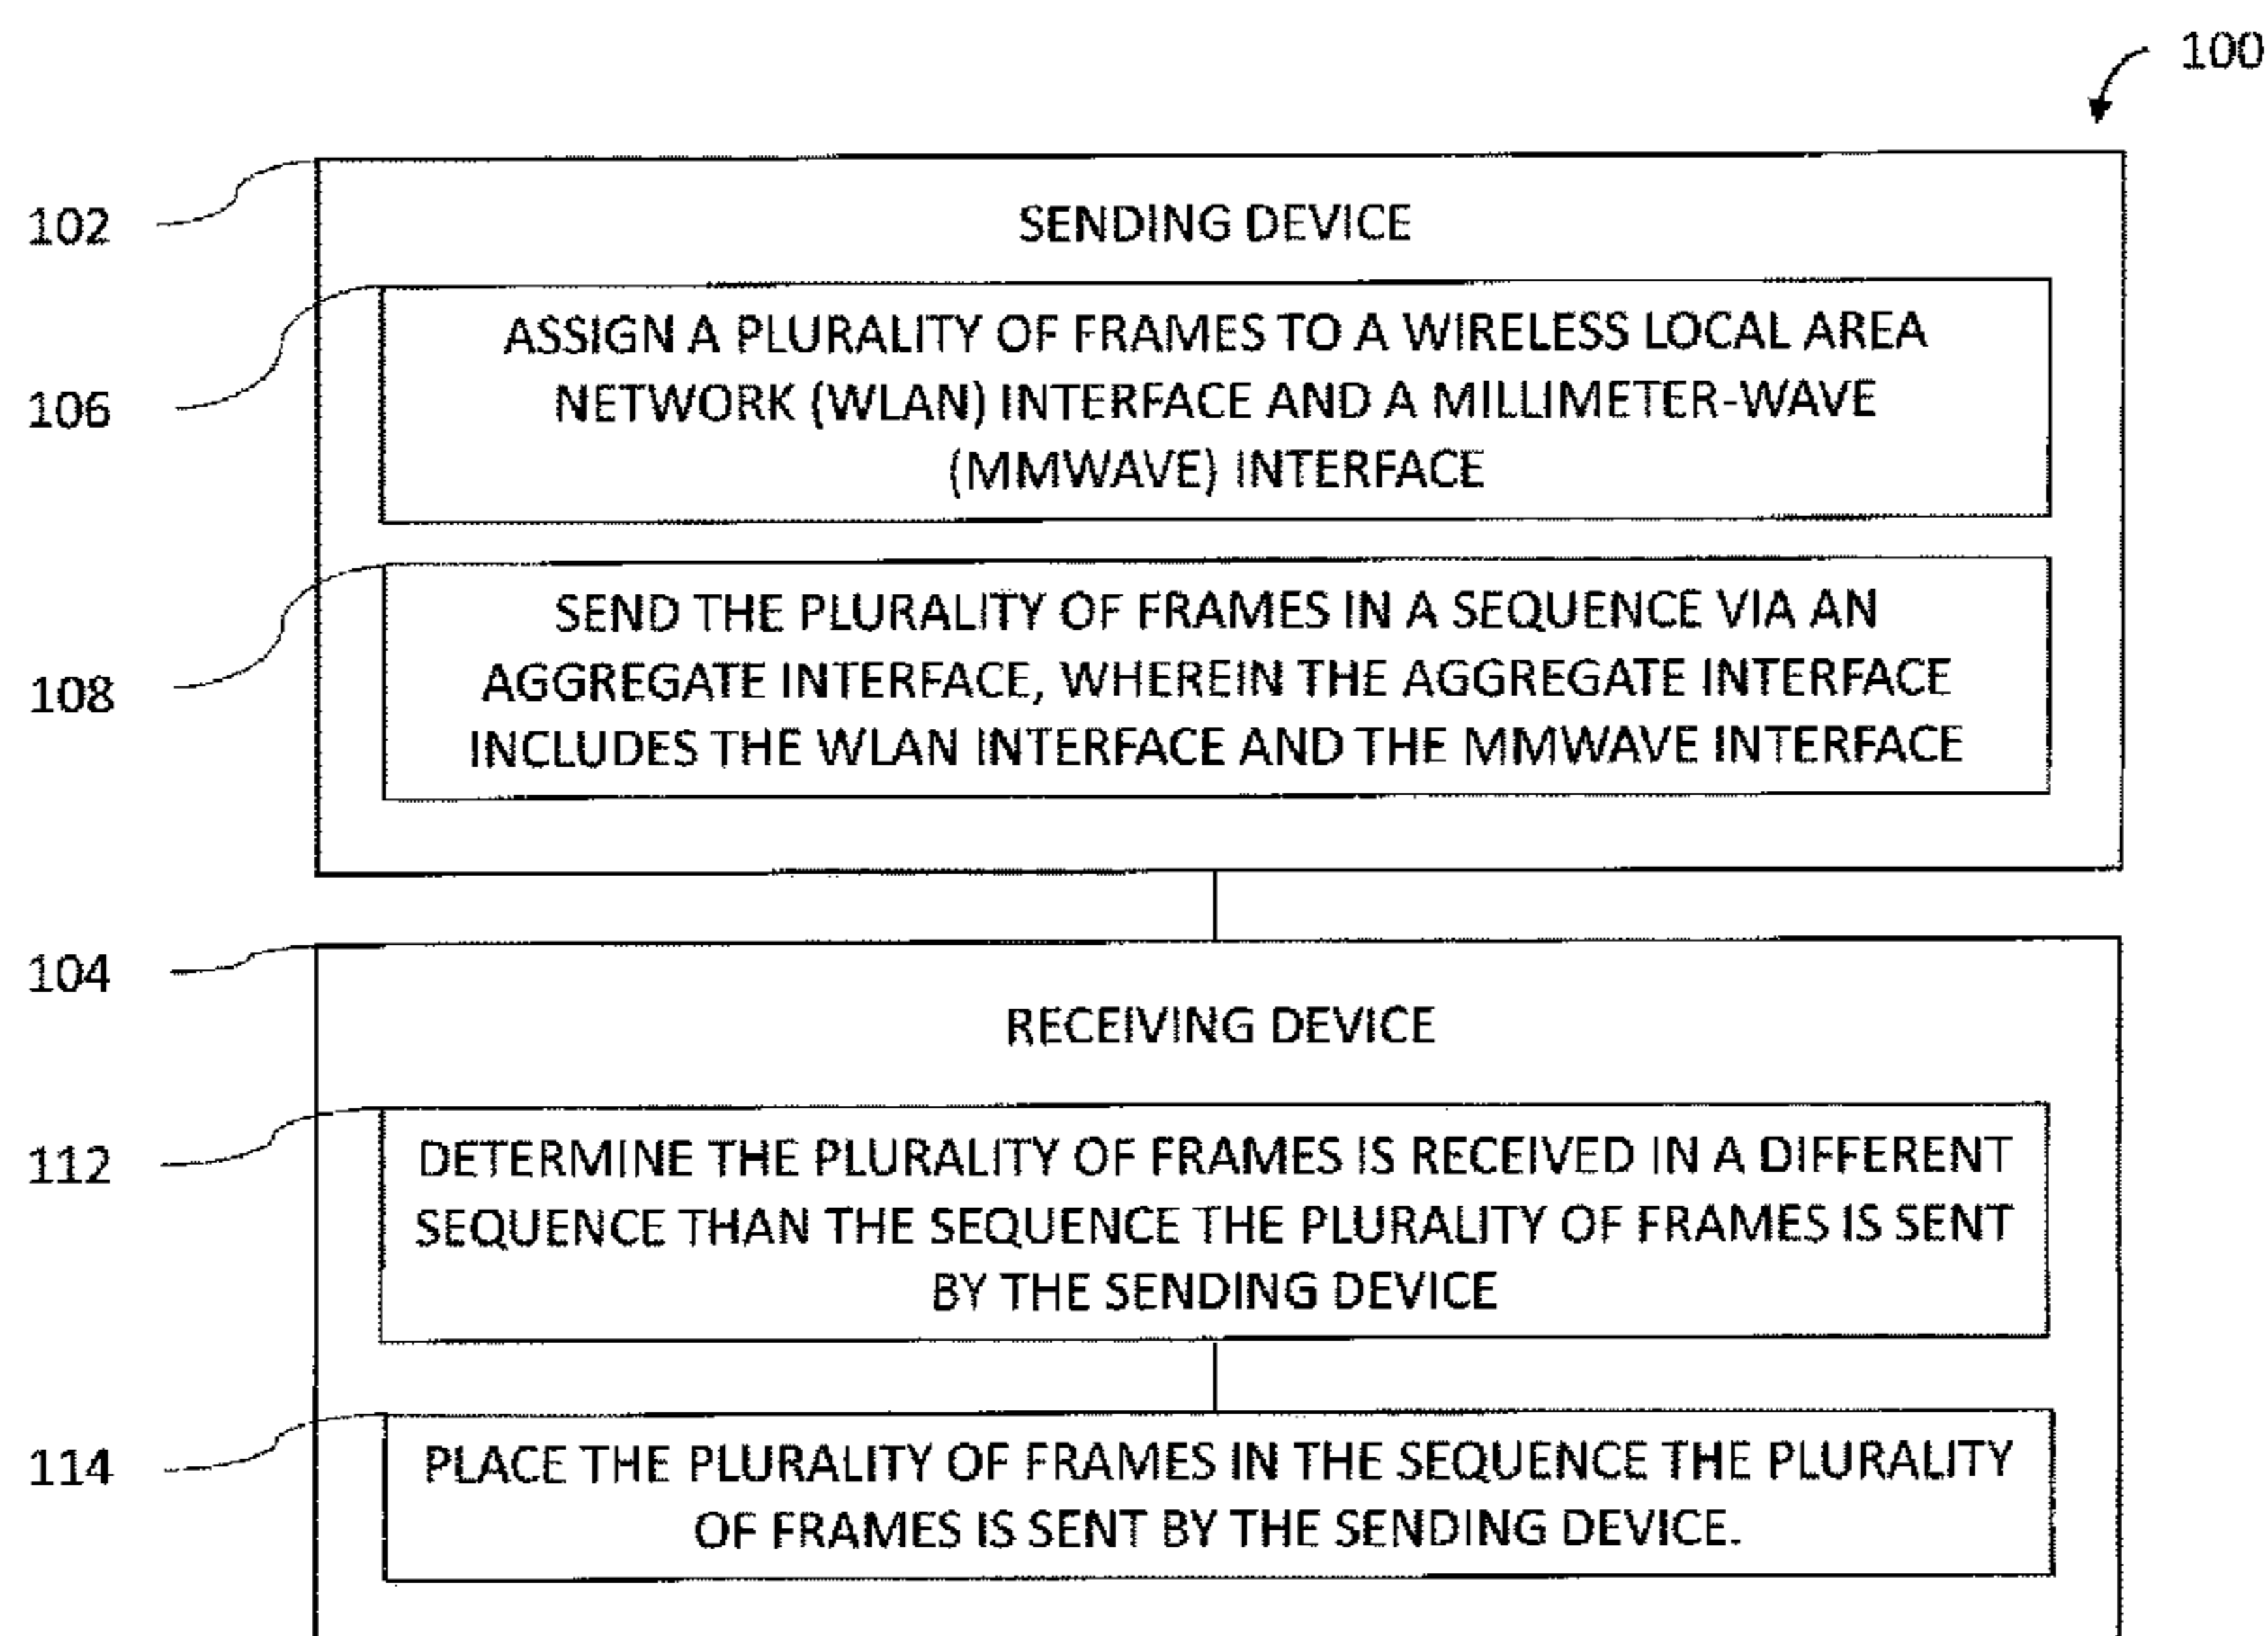 100
102
SENDING DEVICE
106
ASSIGN A PLURALITY OF FRAMES TO A WIRELESS LOCAL AREA
NETWORK (WLAN) INTERFACE AND A MILLIMETER-WAVE
(MMWAVE) INTERFACE
108
SEND THE PLURALITY OF FRAMES IN A SEQUENCE VIA AN
AGGREGATE INTERFACE, WHEREIN THE AGGREGATE INTERFACE
INCLUDES THE WLAN INTERFACE AND THE MMWAVE INTERFACE
104
RECEIVING DEVICE
112
DETERMINE THE PLURALITY OF FRAMES IS RECEIVED IN A DIFFERENT
SEQUENCE THAN THE SEQUENCE THE PLURALITY OF FRAMES IS SENT
BY THE SENDING DEVICE
114
PLACE THE PLURALITY OF FRAMES IN THE SEQUENCE THE PLURALITY
OF FRAMES IS SENT BY THE SENDING DEVICE.